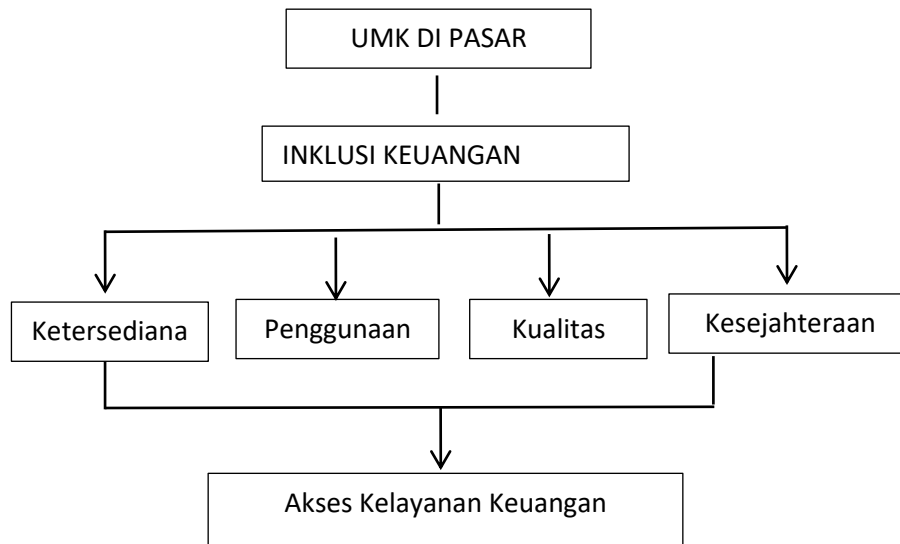 UMK DI PASAR
INKLUSI KEUANGAN
Ketersediana
Penggunaan
Kualitas
Kesejahteraan
Akses Kelayanan Keuangan